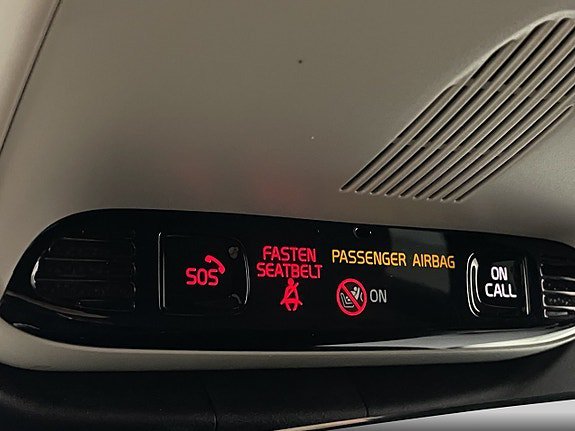 SOS
FASTEN
SEATBELT
PASSENGER AIRBAG
ON
ON
CALL